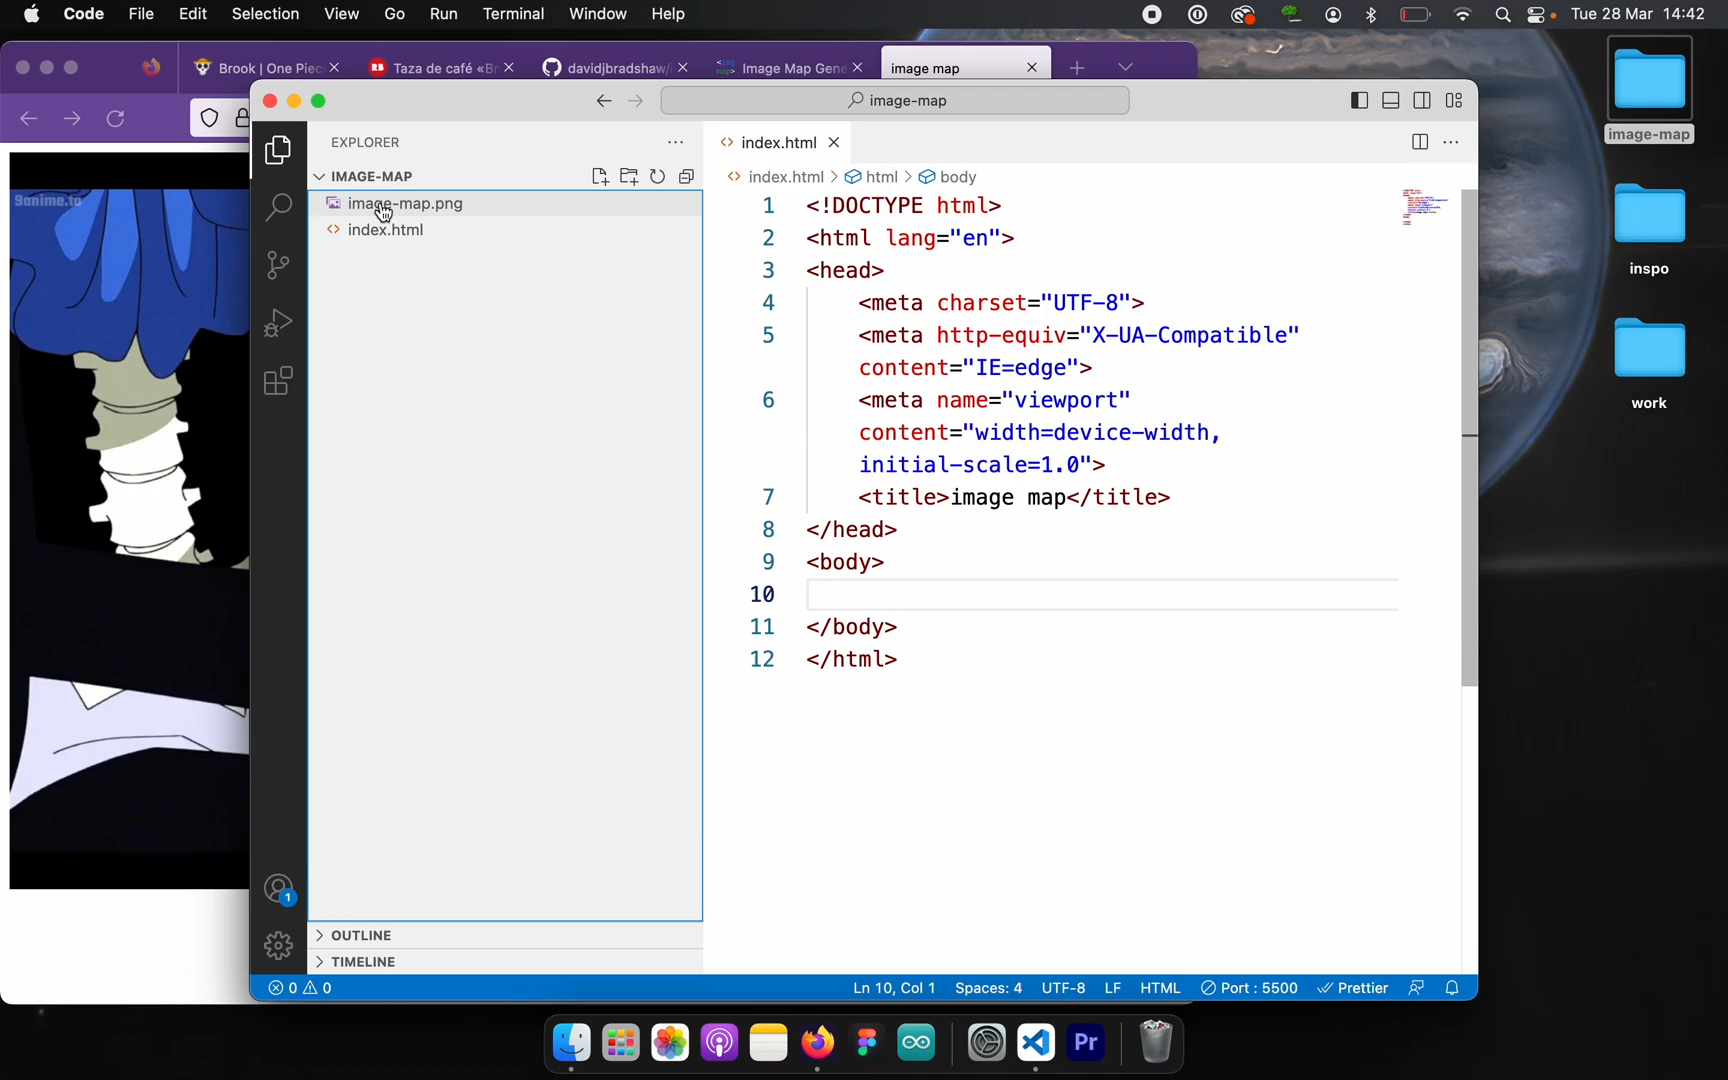 Code File Edit Selection View Go Run Terminal Window Help Tue 28 Mar 14:42
Brook | One Piec Taza de café «B davidjbradshaw/ Image Map Gene image map
image-map
image-map
EXPLORER index.html
IMAGE-MAP index.html > html > body
9anime.to
image-map.png
index.html
1 <!DOCTYPE html>
2 <html lang="en">
3 <head>
4 <meta charset="UTF-8">
5 <meta http-equiv="X-UA-Compatible"
content="IE=edge">
6 <meta name="viewport"
content="width=device-width,
initial-scale=1.0">
7 <title>image map</title>
8 </head>
9 <body>
10
11 </body>
12 </html>
inspo
work
1
OUTLINE
TIMELINE
0 0 Ln 10, Col 1 Spaces: 4 UTF-8 LF HTML Port : 5500 Prettier
Pr